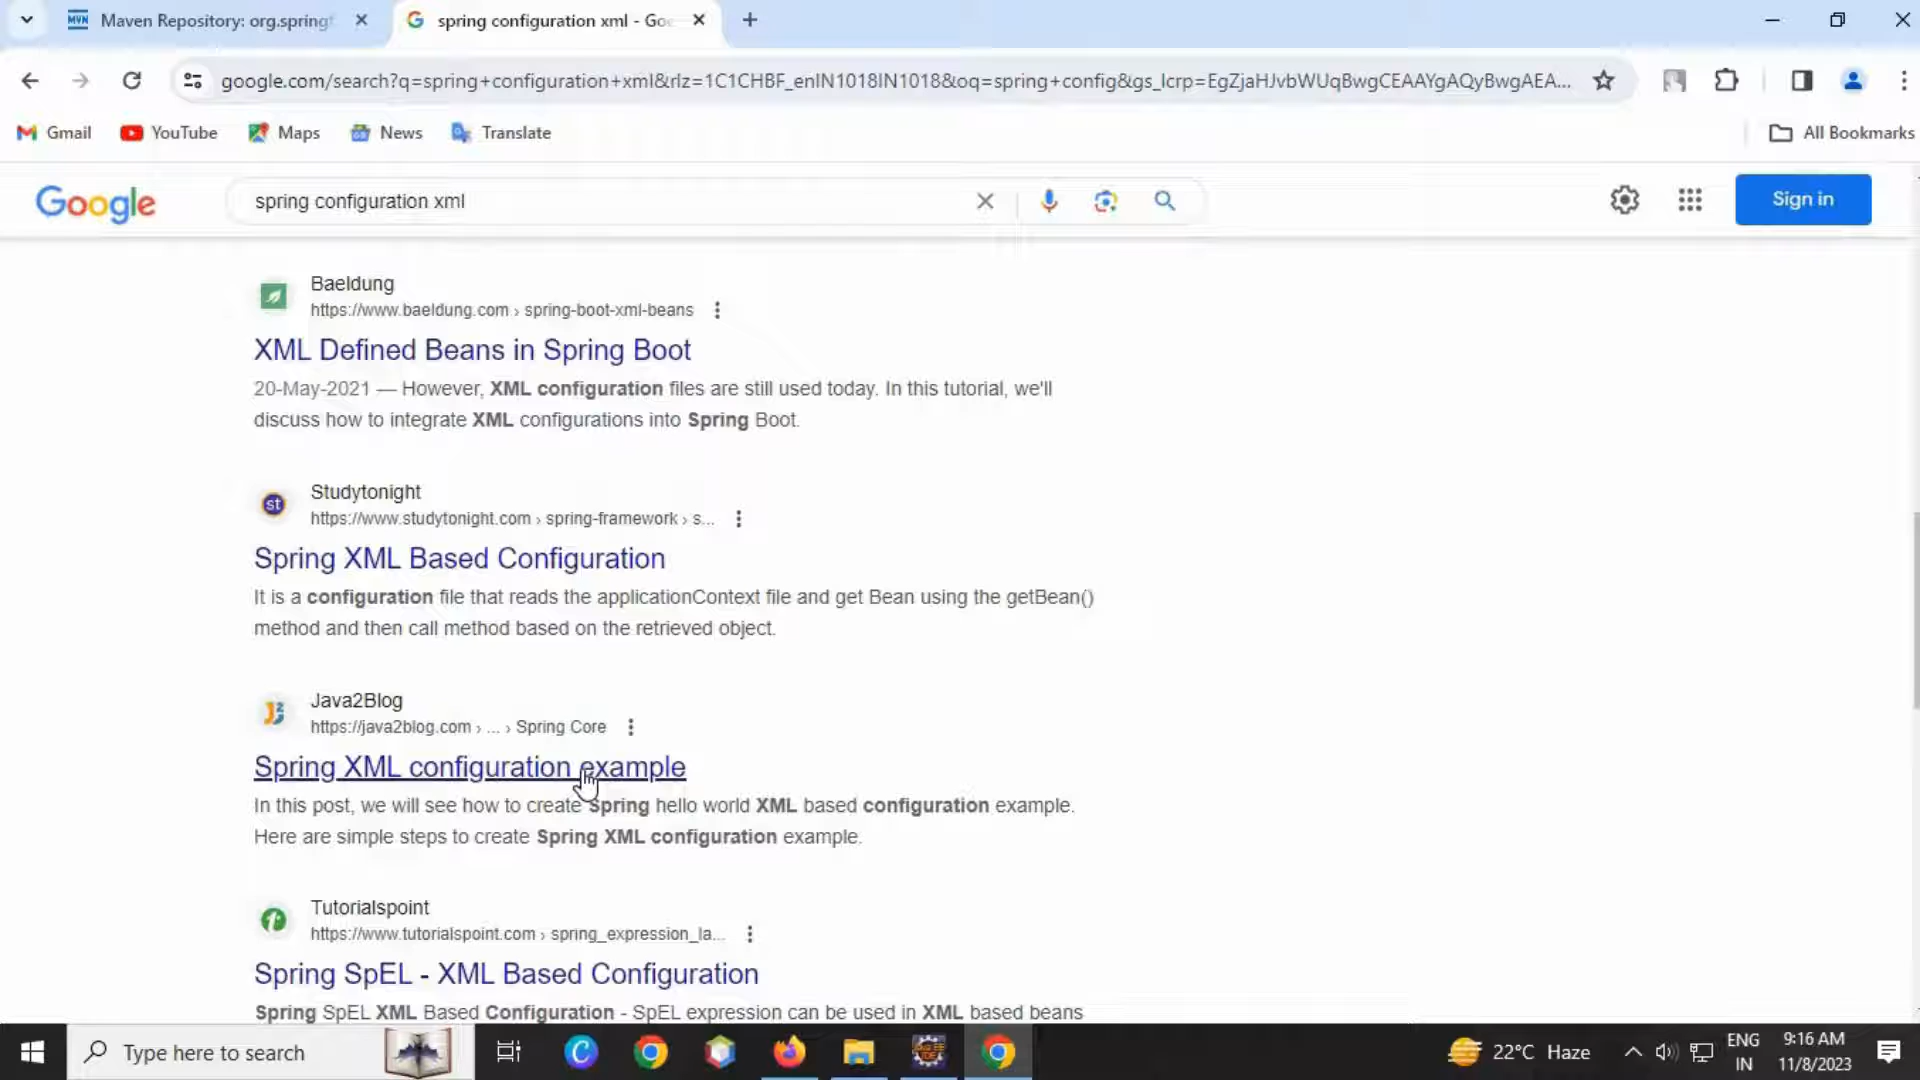 Maven Repository: org.springf
spring configuration xml - Goo
google.com/search?q=spring+configuration+xml&rlz=1C1CHBF_enIN1018IN1018&oq=spring+config&gs_lcrp=EgZjaHJvbWUqBwgCEAAYgAQyBwgAEA...
Gmail
YouTube
Maps
News
Translate
All Bookmarks
Google
spring configuration xml
Sign in
Baeldung
https://www.baeldung.com › spring-boot-xml-beans
XML Defined Beans in Spring Boot
20-May-2021 — However, XML configuration files are still used today. In this tutorial, we'll
discuss how to integrate XML configurations into Spring Boot.
st
Studytonight
https://www.studytonight.com › spring-framework › s...
Spring XML Based Configuration
It is a configuration file that reads the applicationContext file and get Bean using the getBean()
method and then call method based on the retrieved object.
Java2Blog
https://java2blog.com › ... › Spring Core
Spring XML configuration example
In this post, we will see how to create Spring hello world XML based configuration example.
Here are simple steps to create Spring XML configuration example.
Tutorialspoint
https://www.tutorialspoint.com › spring_expression_la...
Spring SpEL - XML Based Configuration
Spring SpEL XML Based Configuration - SpEL expression can be used in XML based beans
Type here to search
22°C Haze
ENG
IN
9:16 AM
11/8/2023